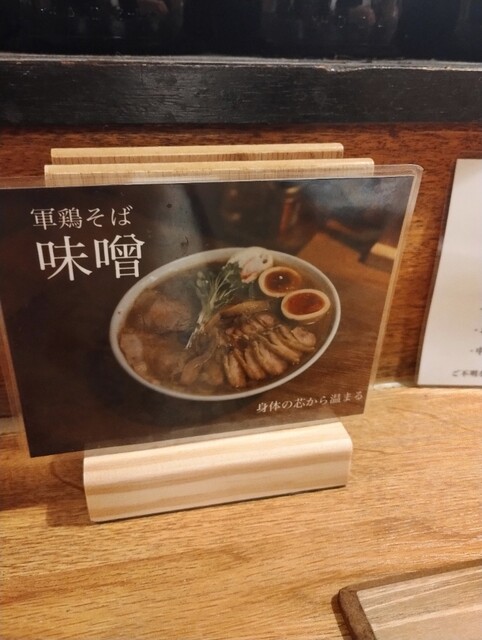 軍鶏そば
味噌
身体の芯から温まる